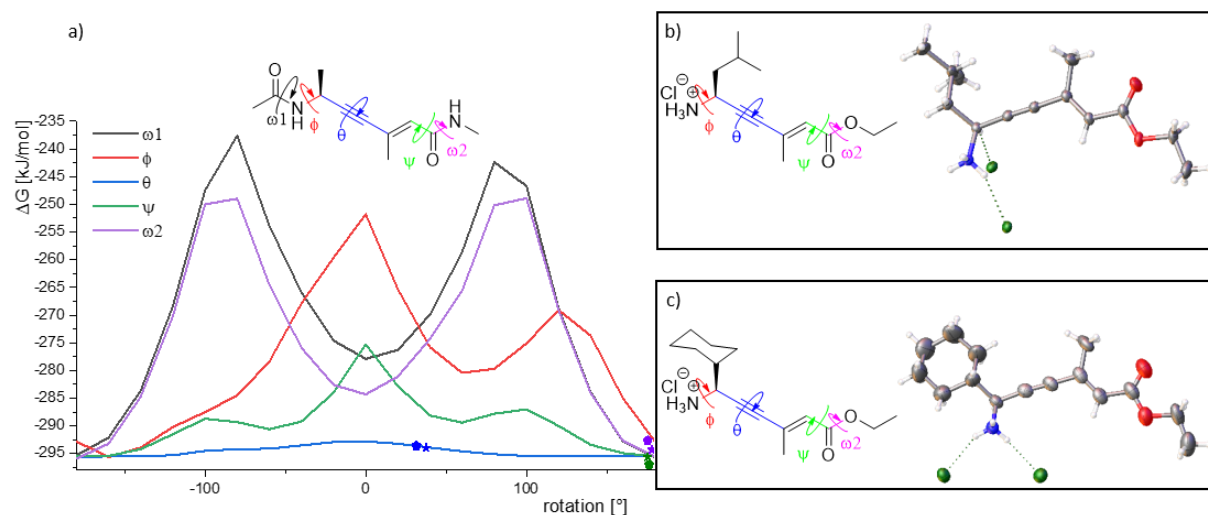 a)
O
N
H
ω1
ϕ
θ
H
N
O
ψ
ω2
ω1
ϕ
θ
ψ
ω2
ΔG [kJ/mol]
-235
-240
-245
-250
-255
-260
-265
-270
-275
-280
-285
-290
-295
-100
0
100
rotation [°]
b)
Cl⊖
⊕
H₃N
ϕ
θ
O
O
ψ
ω2
c)
Cl⊖
⊕
H₃N
ϕ
θ
O
O
ψ
ω2